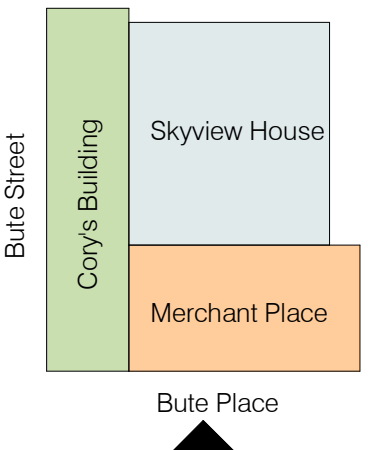 Bute Street
Cory's Building
Skyview House
Merchant Place
Bute Place